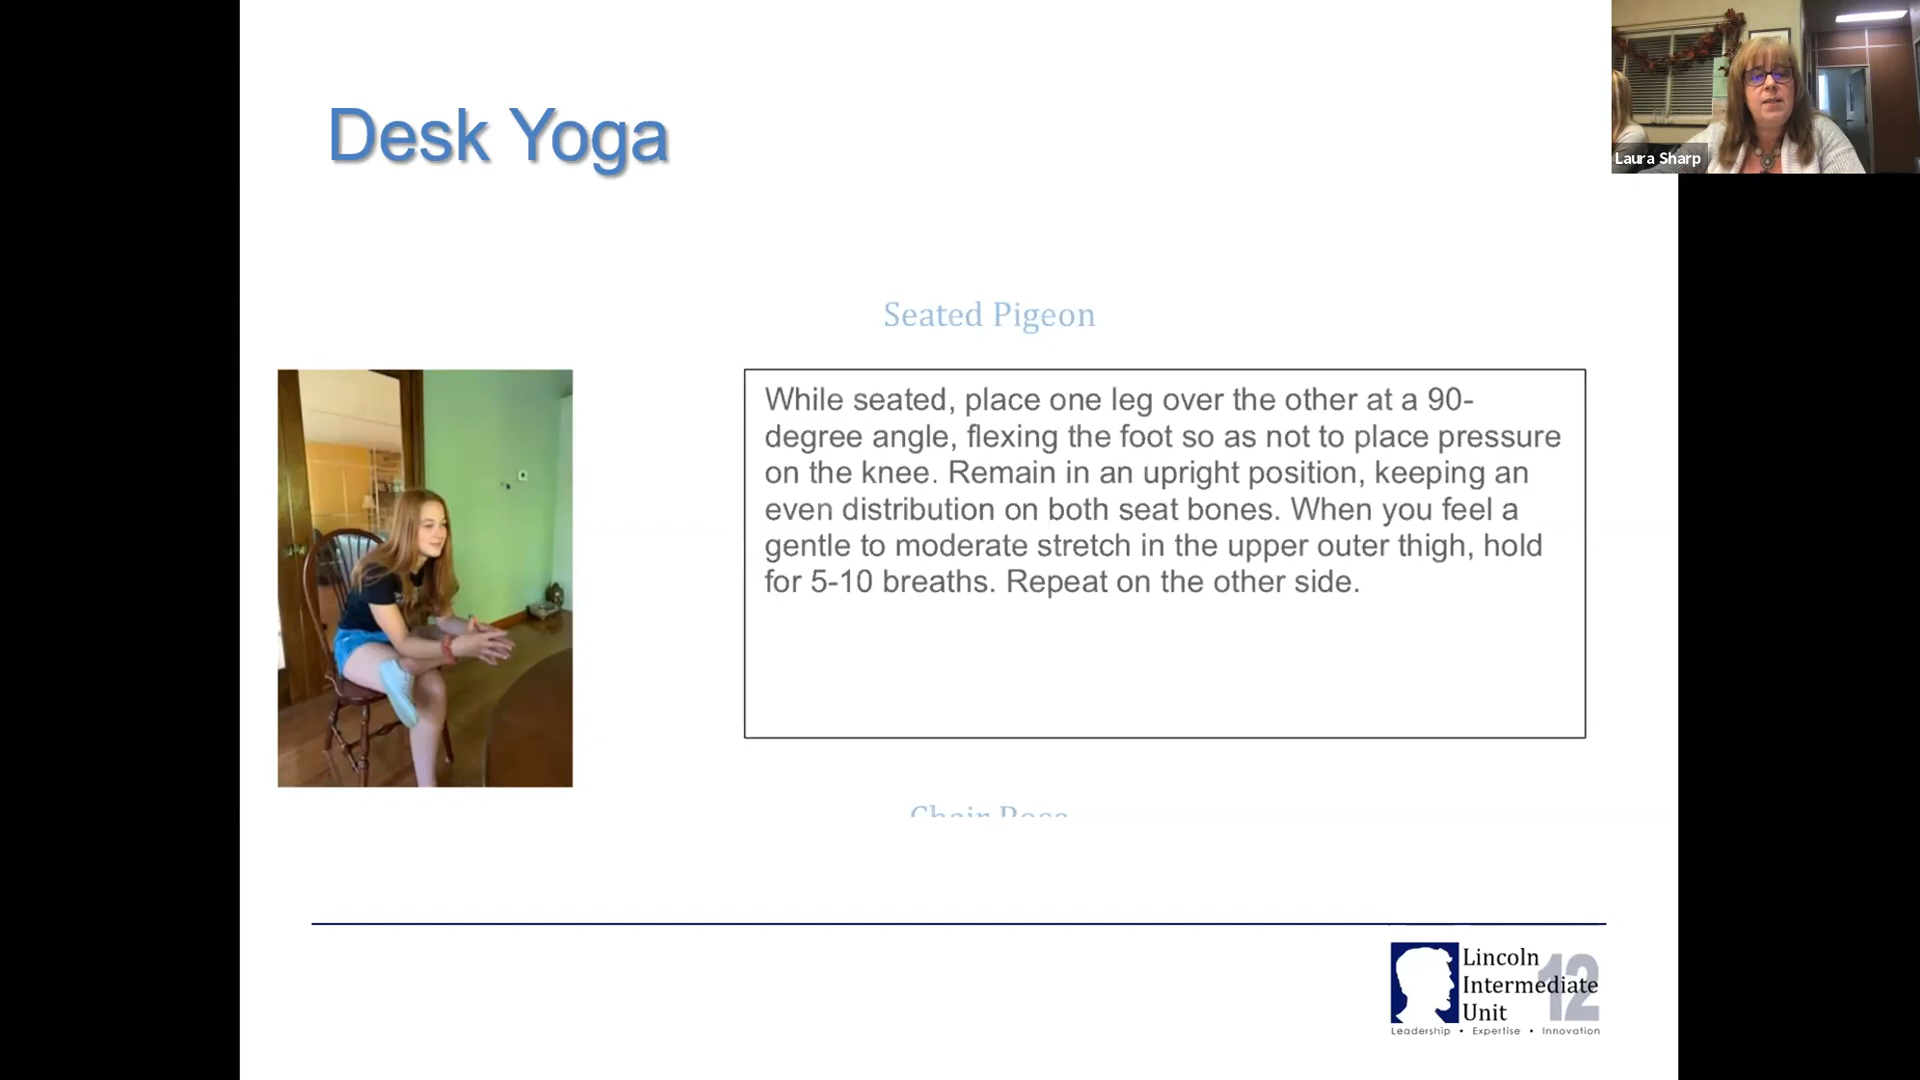 Desk Yoga
Laura Sharp
Seated Pigeon
While seated, place one leg over the other at a 90-
degree angle, flexing the foot so as not to place pressure
on the knee. Remain in an upright position, keeping an
even distribution on both seat bones. When you feel a
gentle to moderate stretch in the upper outer thigh, hold
for 5-10 breaths. Repeat on the other side.
Chair Pose
Lincoln
Intermediate
Unit
12
Leadership • Expertise • Innovation